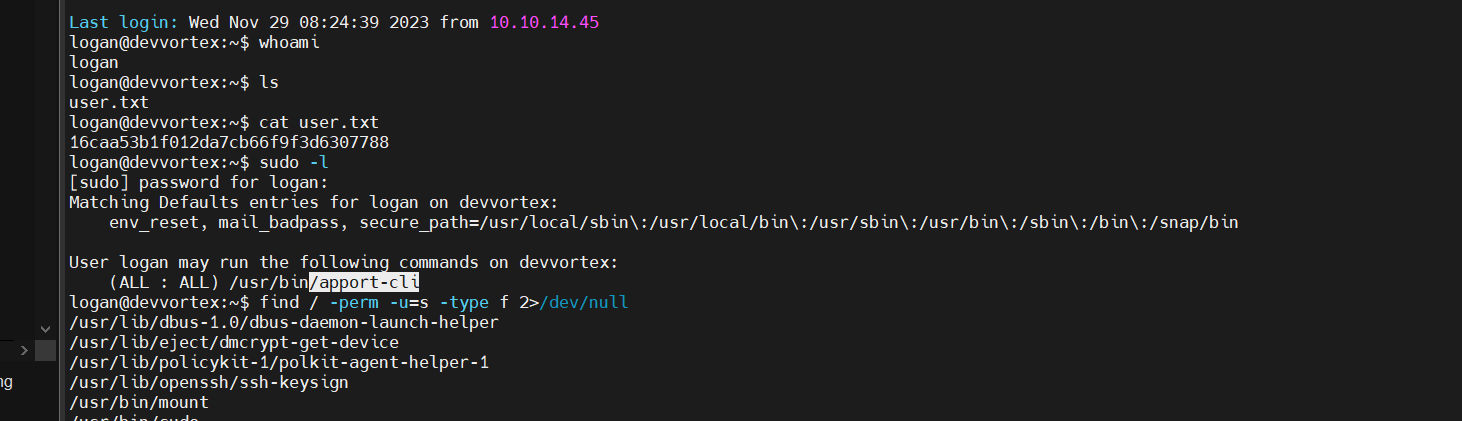 Last login: Wed Nov 29 08:24:39 2023 from 10.10.14.45
logan@devvortex:~$ whoami
logan
logan@devvortex:~$ ls
user.txt
logan@devvortex:~$ cat user.txt
16caa53b1f012da7cb66f9f3d6307788
logan@devvortex:~$ sudo -l
[sudo] password for logan:
Matching Defaults entries for logan on devvortex:
    env_reset, mail_badpass, secure_path=/usr/local/sbin\:/usr/local/bin\:/usr/sbin\:/usr/bin\:/sbin\:/bin\:/snap/bin

User logan may run the following commands on devvortex:
    (ALL : ALL) /usr/bin/apport-cli
logan@devvortex:~$ find / -perm -u=s -type f 2>/dev/null
/usr/lib/dbus-1.0/dbus-daemon-launch-helper
/usr/lib/eject/dmcrypt-get-device
/usr/lib/policykit-1/polkit-agent-helper-1
/usr/lib/openssh/ssh-keysign
ng
/usr/bin/mount
/usr/bin/sudo